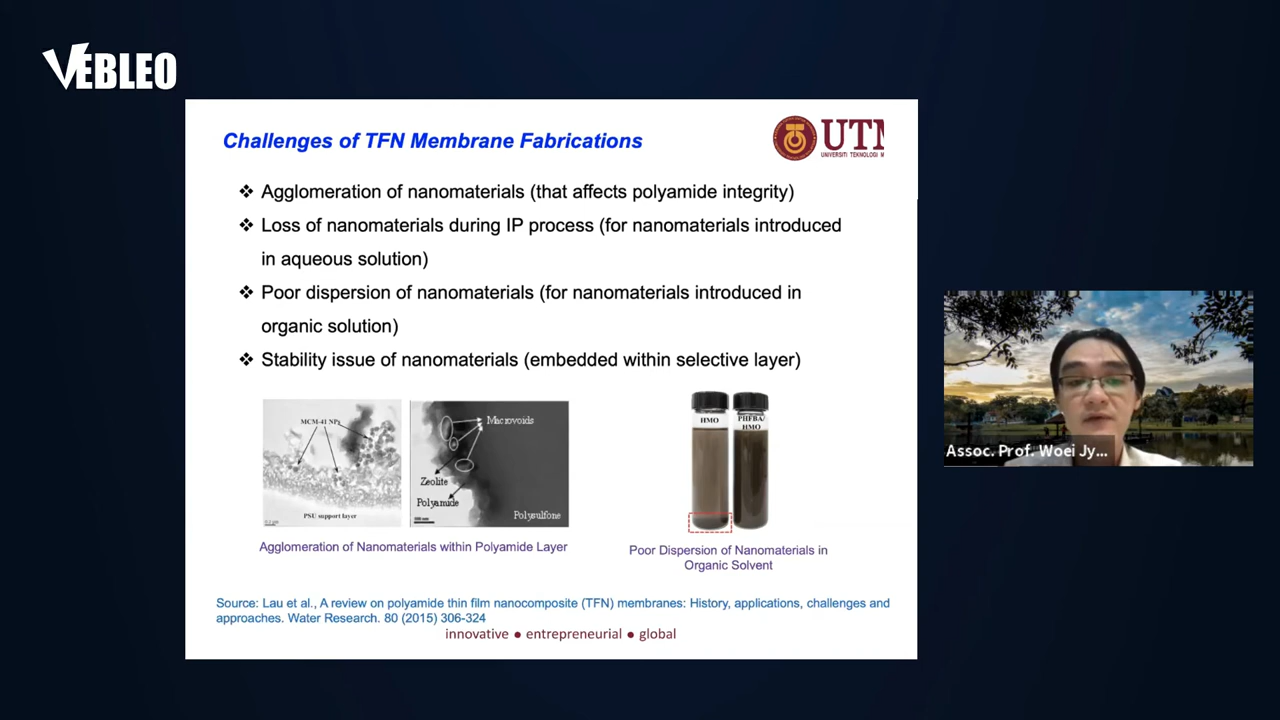 VEBLEO
Challenges of TFN Membrane Fabrications
UTM
UNIVERSITI TEKNOLOGI M
❖ Agglomeration of nanomaterials (that affects polyamide integrity)
❖ Loss of nanomaterials during IP process (for nanomaterials introduced
in aqueous solution)
❖ Poor dispersion of nanomaterials (for nanomaterials introduced in
organic solution)
❖ Stability issue of nanomaterials (embedded within selective layer)
MCM-41 NPs
PSU support layer
Macrovoids
Zeolite
Polyamide
Polysulfone
HMO
PHFBA/
HMO
Agglomeration of Nanomaterials within Polyamide Layer
Poor Dispersion of Nanomaterials in
Organic Solvent
Source: Lau et al., A review on polyamide thin film nanocomposite (TFN) membranes: History, applications, challenges and
approaches. Water Research. 80 (2015) 306-324
innovative ● entrepreneurial ● global
Assoc. Prof. Woei Jy...